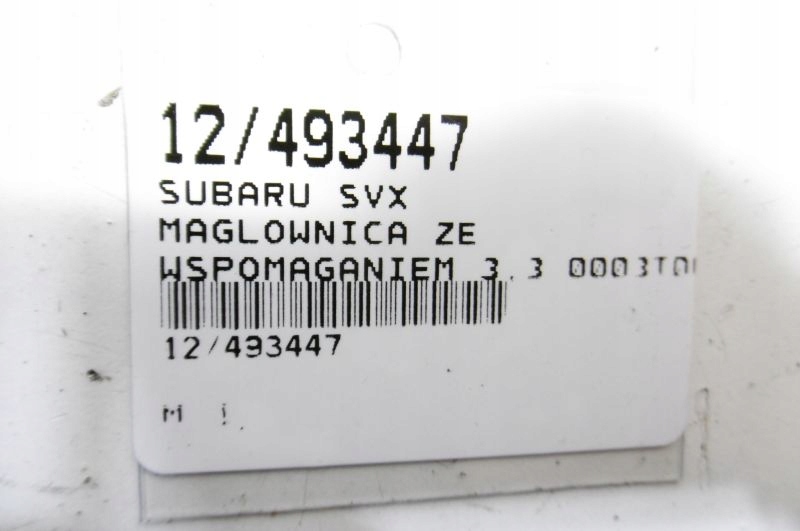 12/493447
SUBARU SVX
MAGLOWNICA ZE
WSPOMAGANIEM 3.3
12/493447
M